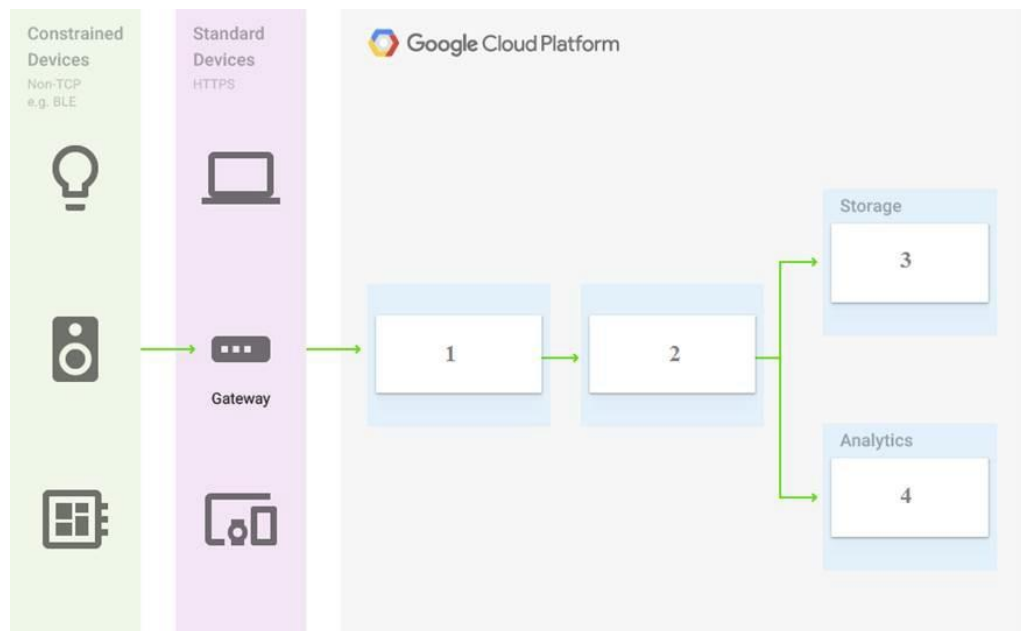 Constrained
Devices
Non-TCP
e.g. BLE
Standard
Devices
HTTPS
Gateway
Google Cloud Platform
1
2
Storage
3
Analytics
4